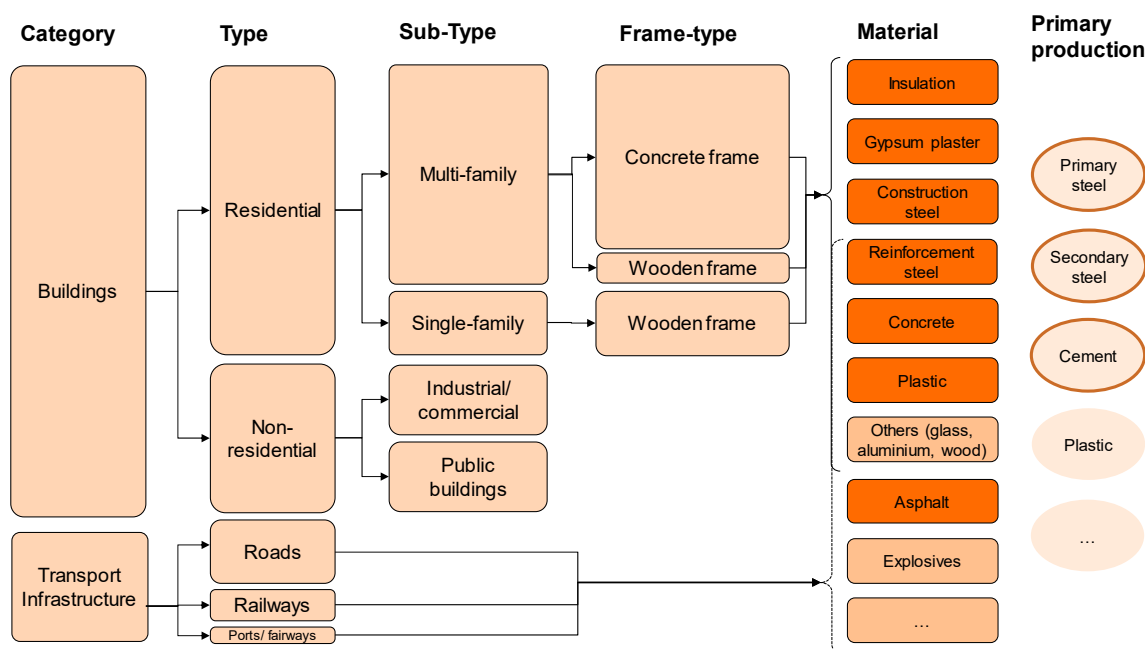 Category
Type
Sub-Type
Frame-type
Material
Primary
production
Buildings
Transport
Infrastructure
Residential
Non-
residential
Roads
Railways
Ports/ fairways
Multi-family
Single-family
Industrial/
commercial
Public
buildings
Concrete frame
Wooden frame
Wooden frame
Insulation
Gypsum plaster
Construction
steel
Reinforcement
steel
Concrete
Plastic
Others (glass,
aluminium, wood)
Asphalt
Explosives
...
Primary
steel
Secondary
steel
Cement
Plastic
...